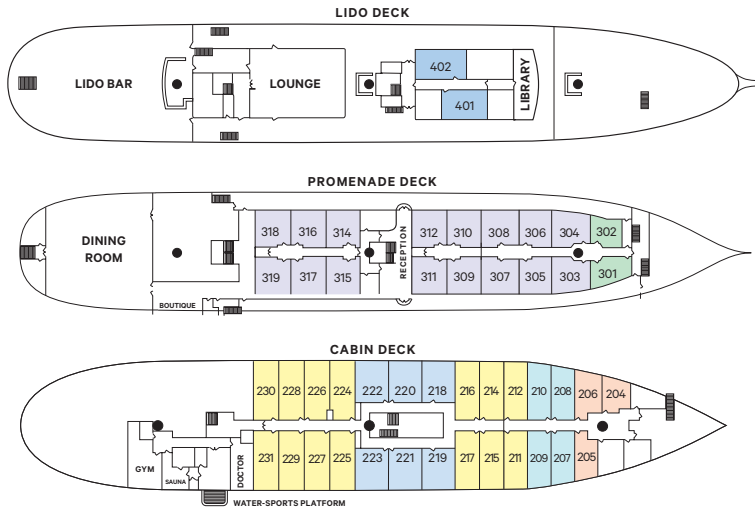 LIDO DECK
402
LIDO BAR
LOUNGE
LIBRARY
401
PROMENADE DECK
318 316 314 312 310 308 306 304 302
DINING
ROOM
RECEPTION
319 317 315 311 309 307 305 303 301
BOUTIQUE
CABIN DECK
230 228 226 224 222 220 218 216 214 212 210 208 206 204
231 229 227 225 223 221 219 217 215 211 209 207 205
GYM
SAUNA
DOCTOR
WATER-SPORTS PLATFORM